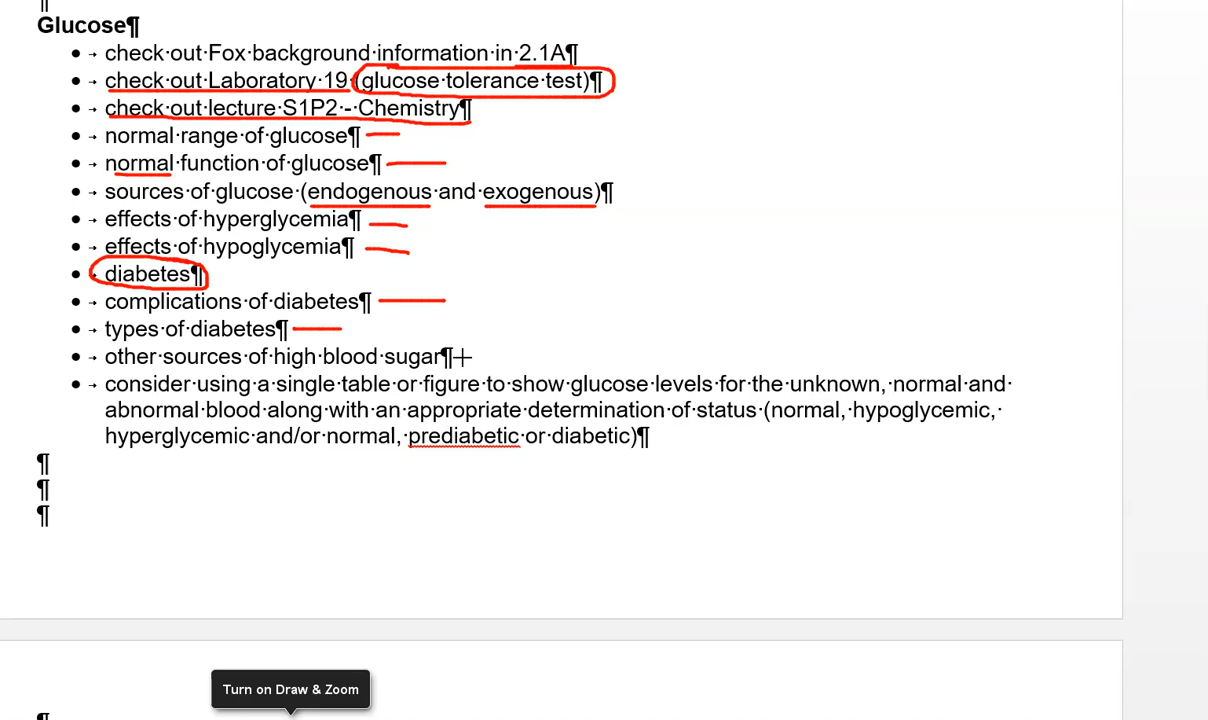 Glucose¶
• → check·out·Fox·background·information·in·2.1A¶
• → check·out·Laboratory·19·(glucose·tolerance·test)¶
• → check·out·lecture·S1P2·-·Chemistry¶
• → normal·range·of·glucose¶
• → normal·function·of·glucose¶
• → sources·of·glucose·(endogenous·and·exogenous)¶
• → effects·of·hyperglycemia¶
• → effects·of·hypoglycemia¶
• → diabetes¶
• → complications·of·diabetes¶
• → types·of·diabetes¶
• → other·sources·of·high·blood·sugar¶
• → consider·using·a·single·table·or·figure·to·show·glucose·levels·for·the·unknown,·normal·and·
abnormal·blood·along·with·an·appropriate·determination·of·status·(normal,·hypoglycemic,·
hyperglycemic·and/or·normal,·prediabetic·or·diabetic)¶
¶
¶
¶
Turn on Draw & Zoom